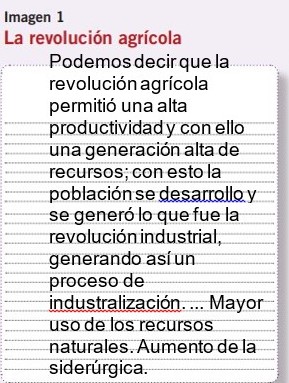 Imagen 1
La revolución agrícola
Podemos decir que la
revolución agrícola
permitió una alta
productividad y con ello
una generación alta de
recursos; con esto la
población se desarrollo y
se generó lo que fue la
revolución industrial,
generando así un
proceso de
industralización. ... Mayor
uso de los recursos
naturales. Aumento de la
siderúrgica.